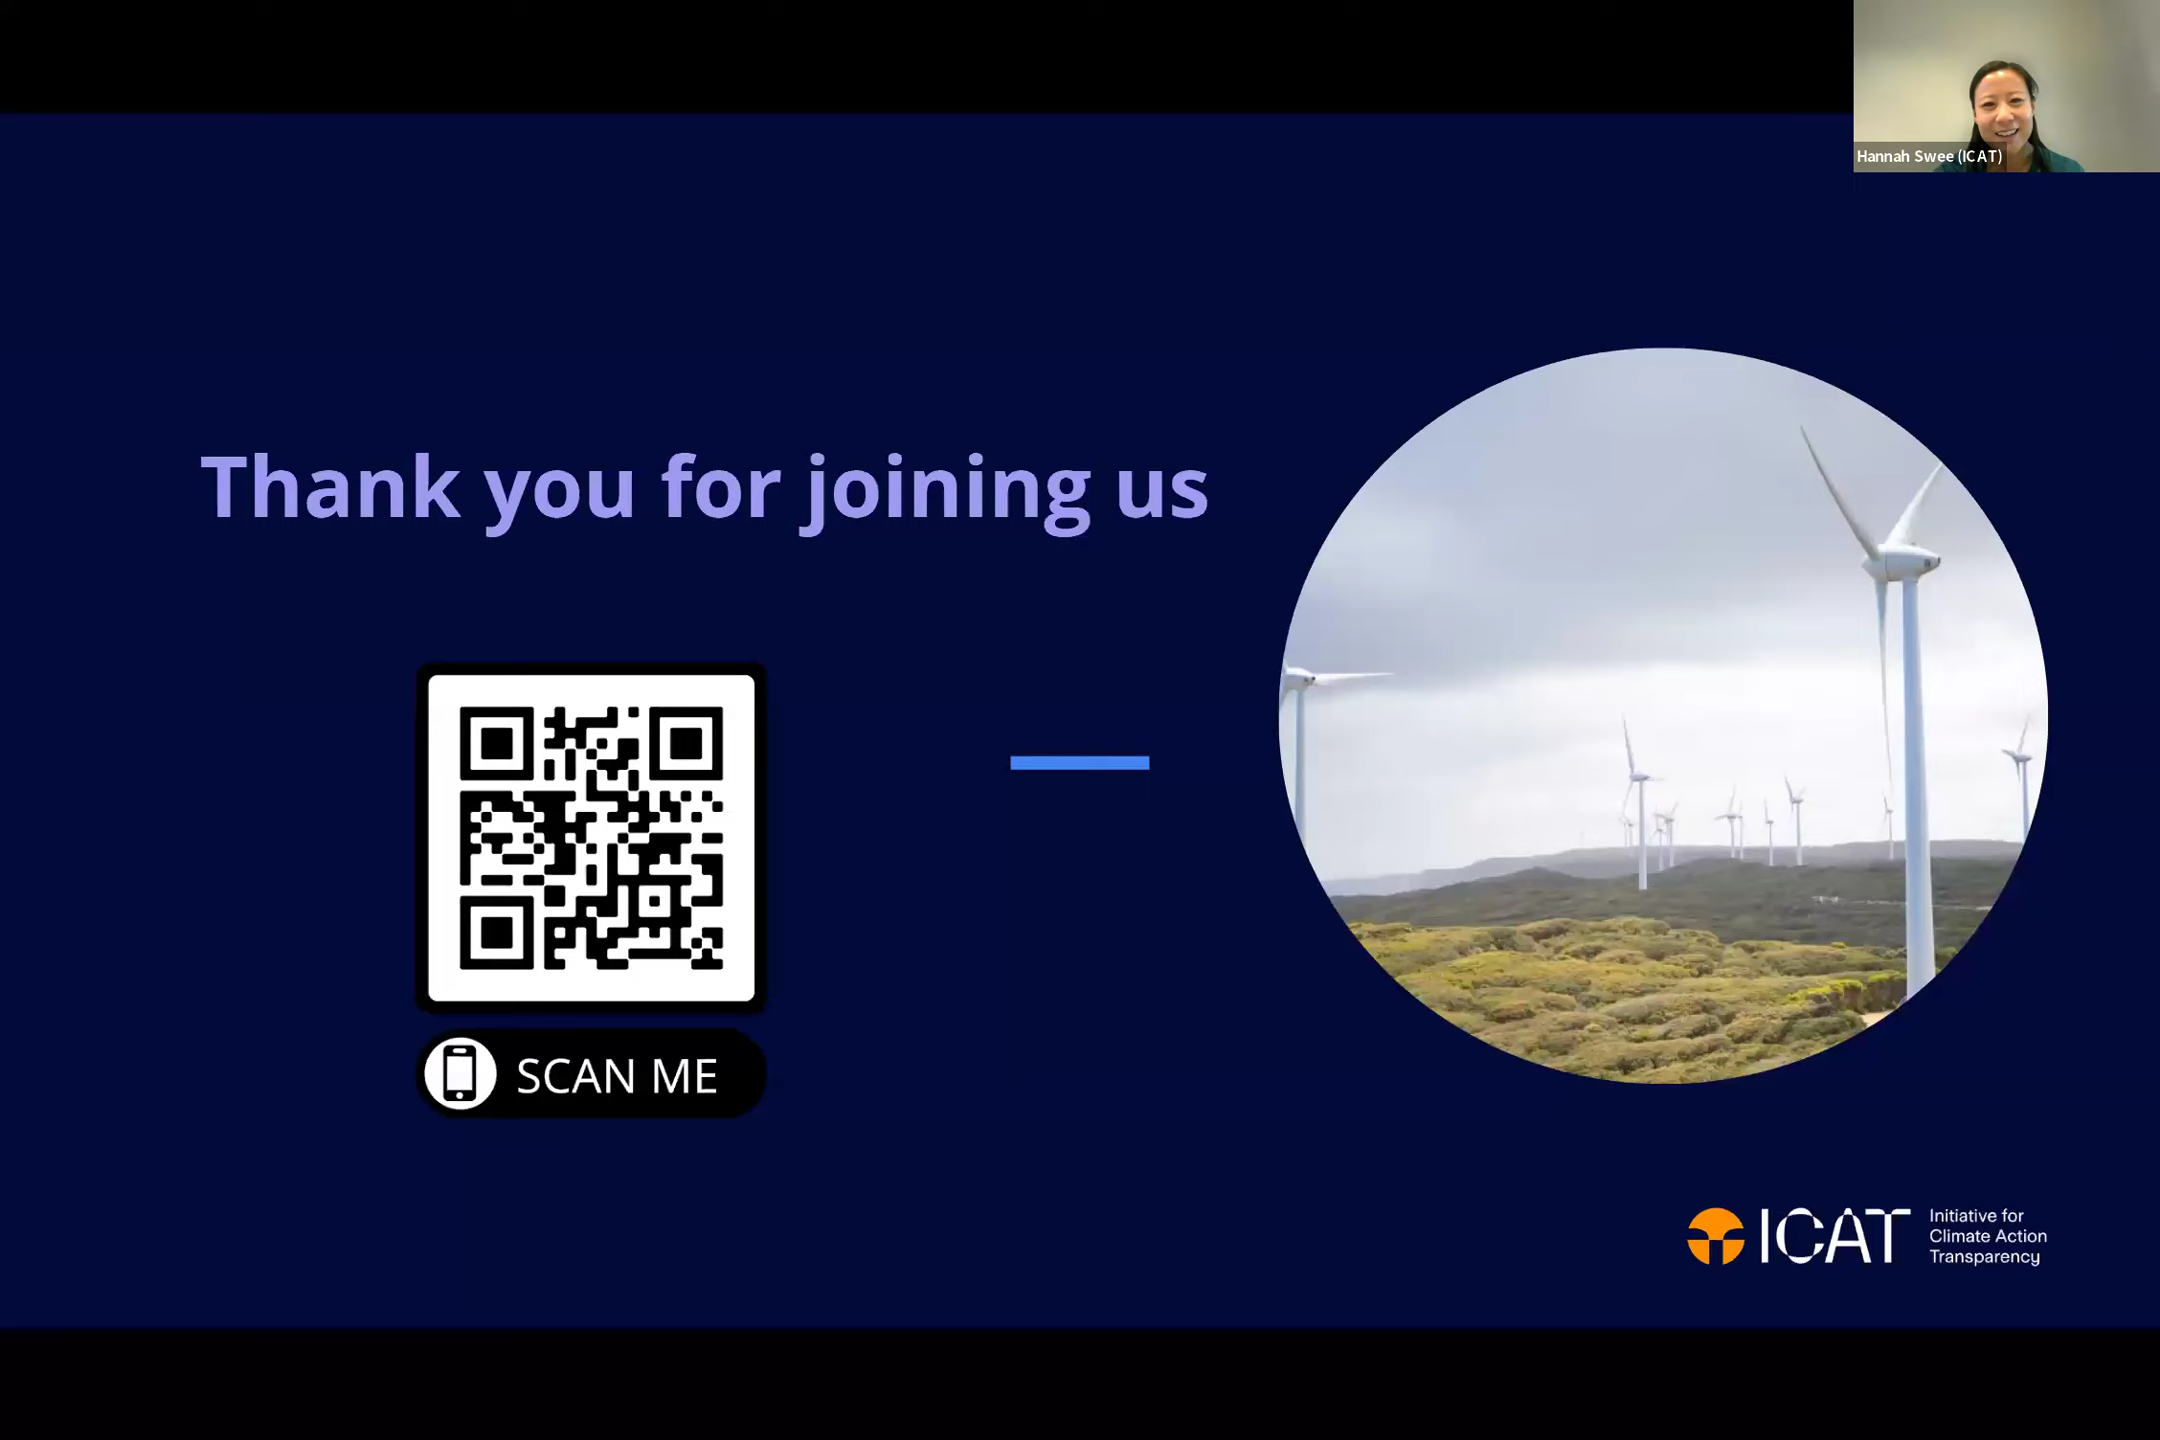 Hannah Swee (ICAT)
Thank you for joining us
SCAN ME
ICAT
Initiative for
Climate Action
Transparency